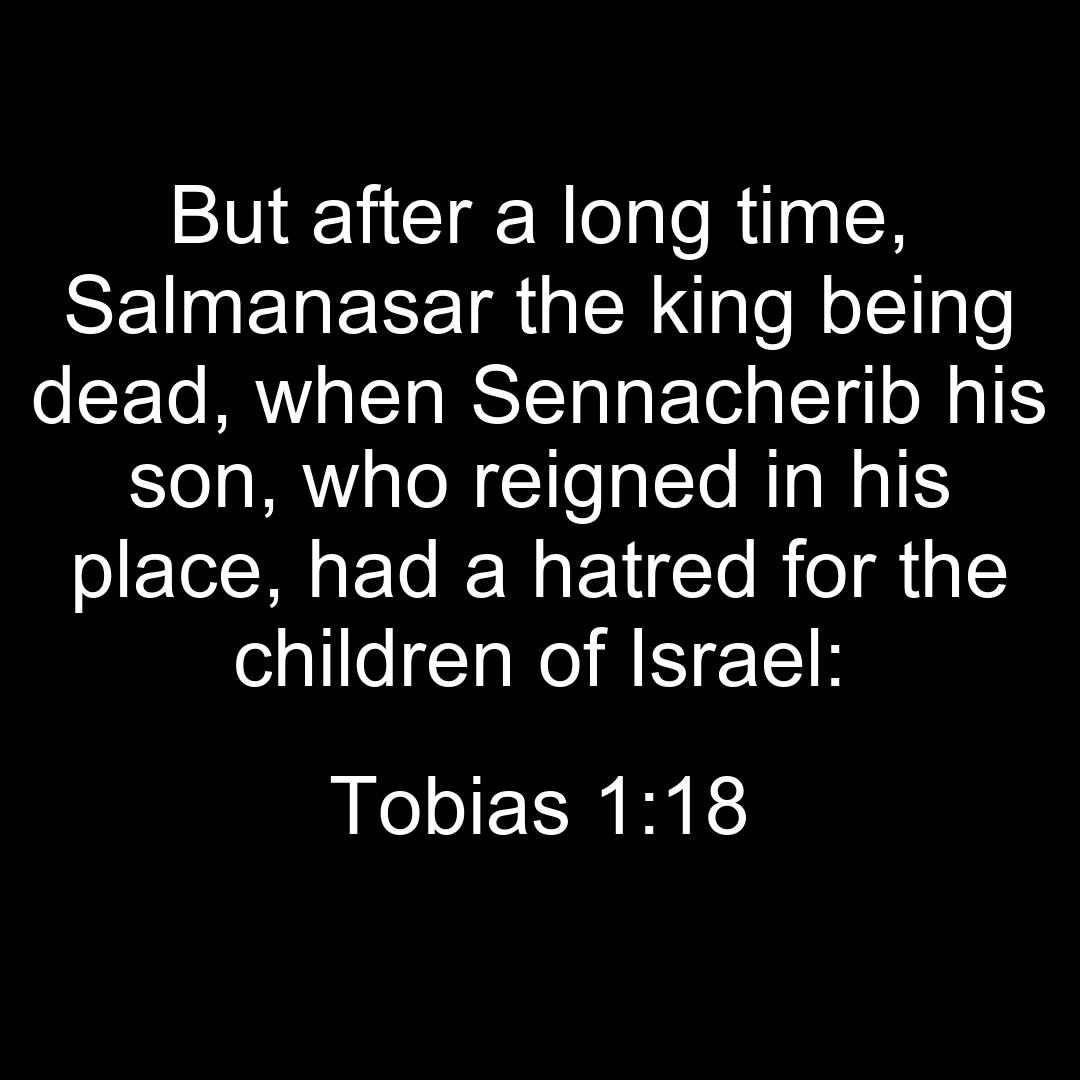 But after a long time,
Salmanasar the king being
dead, when Sennacherib his
son, who reigned in his
place, had a hatred for the
children of Israel:
Tobias 1:18